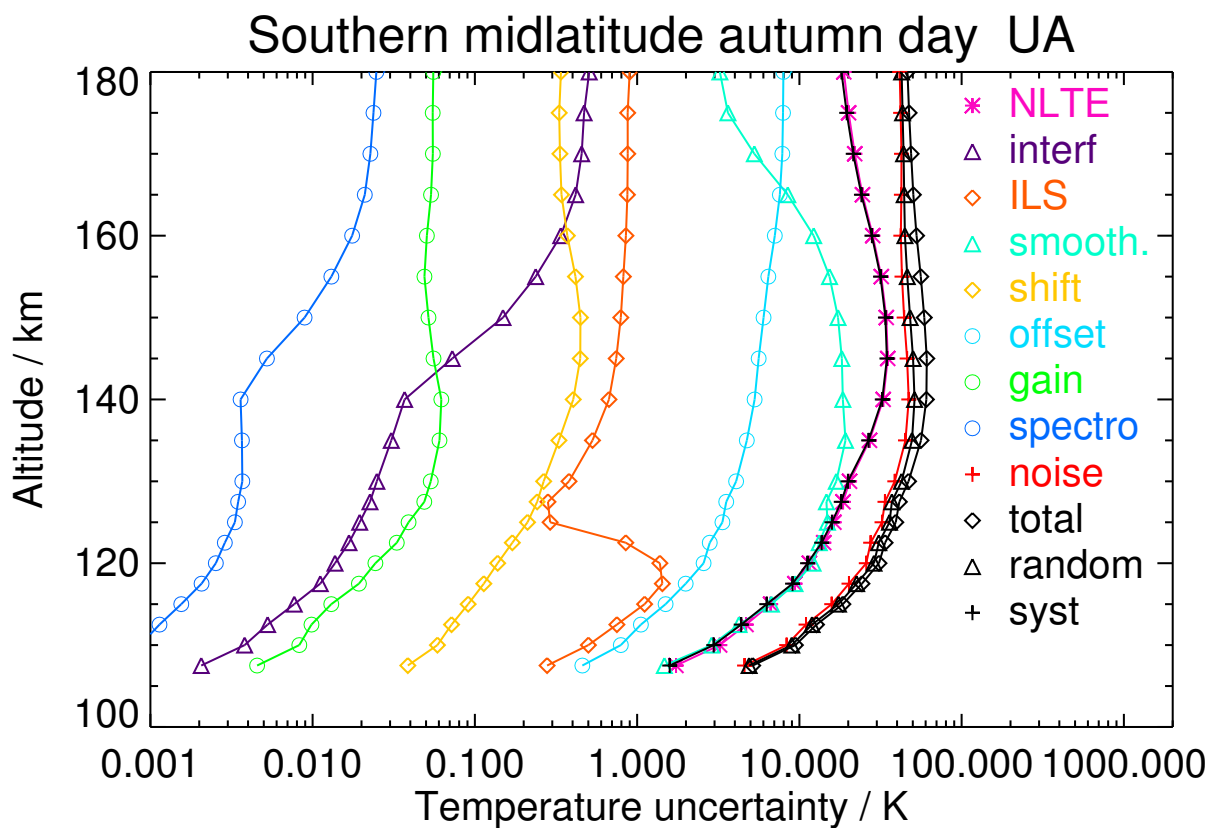 Southern midlatitude autumn day UA
180
160
140
120
100
Altitude / km
NLTE
interf
ILS
smooth.
shift
offset
gain
spectro
noise
total
random
syst
0.001 0.010 0.100 1.000 10.000 100.000 1000.000
Temperature uncertainty / K